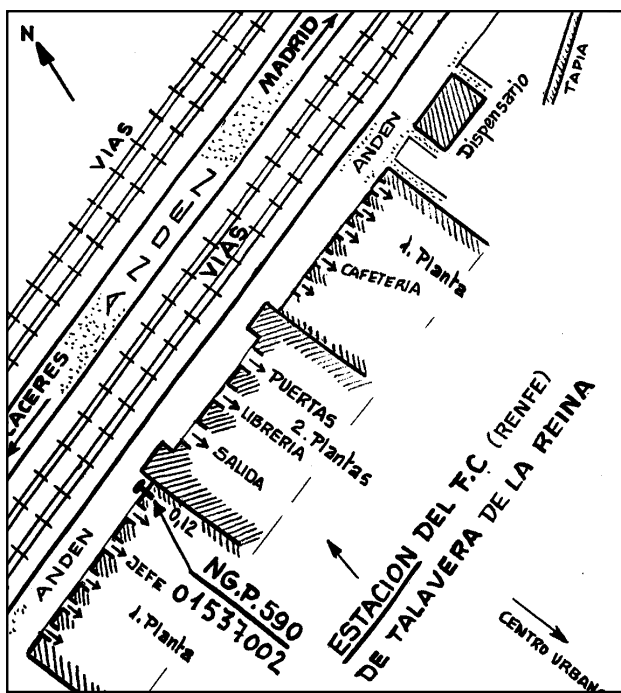 N
MADRID
VIAS
ANDEN
VIAS
CACERES
ANDEN
Dispensario
TAPIA
1. Planta
CAFETERIA
PUERTAS
LIBRERIA
2. Plantas
SALIDA
0,12
ANDEN
JEFE
1. Planta
NG.P. 590
01537002
ESTACION DEL F.C (RENFE)
DE TALAVERA DE LA REINA
CENTRO URBANO